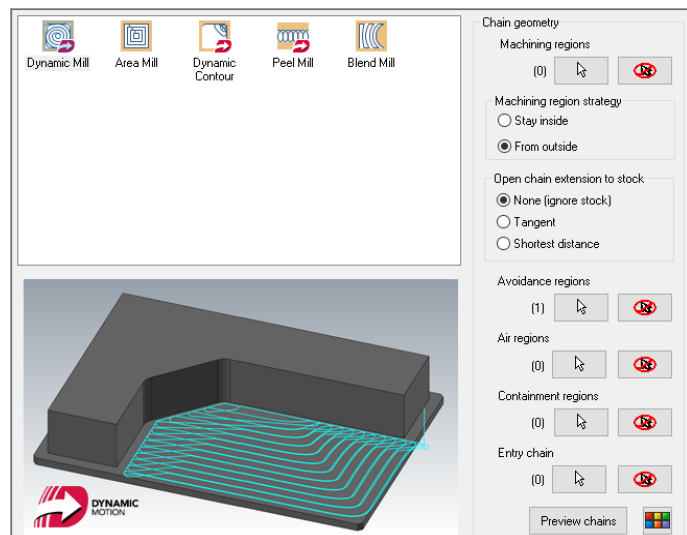 Dynamic Mill
Area Mill
Dynamic
Contour
Peel Mill
Blend Mill
DYNAMIC
MOTION
Chain geometry
Machining regions
(0)
Machining region strategy
Stay inside
From outside
Open chain extension to stock
None (ignore stock)
Tangent
Shortest distance
Avoidance regions
(1)
Air regions
(0)
Containment regions
(0)
Entry chain
(0)
Preview chains